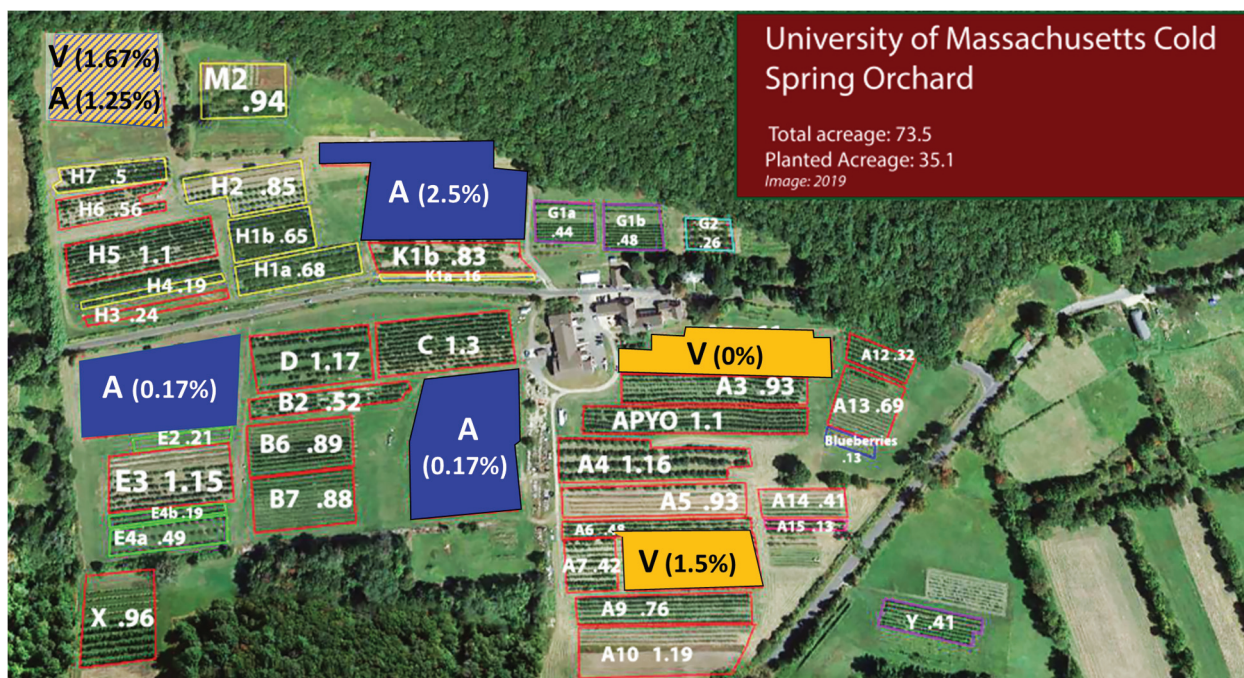 University of Massachusetts Cold
Spring Orchard
Total acreage: 73.5
Planted Acreage: 35.1
Image: 2019
V (1.67%)
A (1.25%)
M2
.94
H7 .5
H6 .56
H5 1.1
H4 .19
H3 .24
H2 .85
H1b .65
H1a .68
A (2.5%)
K1b .83
K1a .16
G1a
.44
G1b
.48
G2
.26
A (0.17%)
D 1.17
C 1.3
B2 .52
B6 .89
B7 .88
A
(0.17%)
E2 .21
E3 1.15
E4b .19
E4a .49
X .96
V (0%)
A3 .93
APYO 1.1
A4 1.16
A5 .93
A6 .48
A7 .42
V (1.5%)
A9 .76
A10 1.19
A12 .32
A13 .69
Blueberries
.13
A14 .41
A15 .13
Y .41